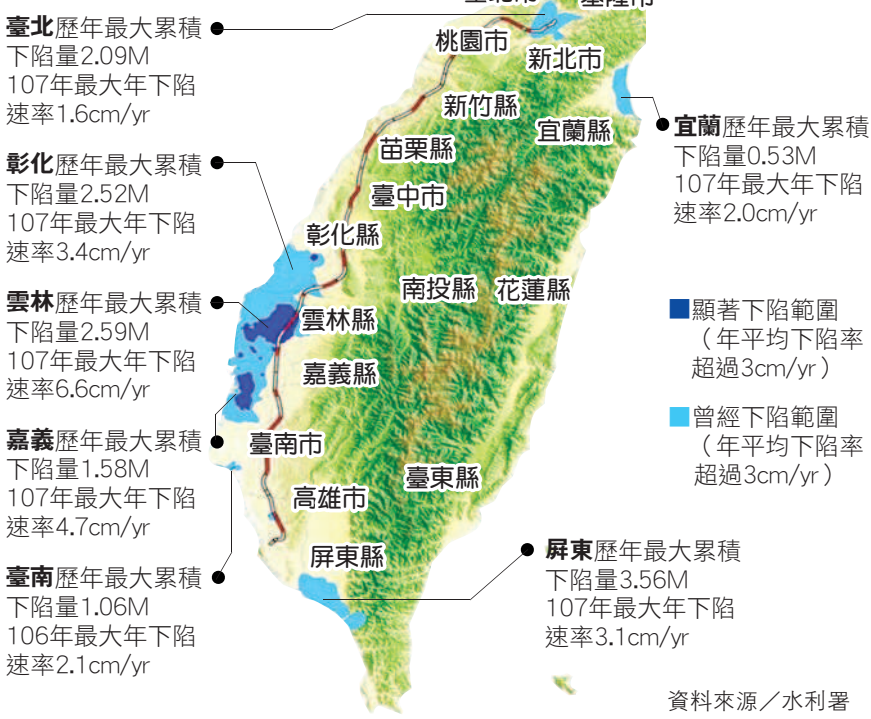 臺北歷年最大累積
下陷量2.09M
107年最大年下陷
速率1.6cm/yr
彰化歷年最大累積
下陷量2.52M
107年最大年下陷
速率3.4cm/yr
雲林歷年最大累積
下陷量2.59M
107年最大年下陷
速率6.6cm/yr
嘉義歷年最大累積
下陷量1.58M
107年最大年下陷
速率4.7cm/yr
臺南歷年最大累積
下陷量1.06M
106年最大年下陷
速率2.1cm/yr
桃園市
新北市
新竹縣
宜蘭縣
苗栗縣
臺中市
彰化縣
南投縣
花蓮縣
雲林縣
嘉義縣
臺南市
臺東縣
高雄市
屏東縣
宜蘭歷年最大累積
下陷量0.53M
107年最大年下陷
速率2.0cm/yr
顯著下陷範圍
（年平均下陷率
超過3cm/yr）
曾經下陷範圍
（年平均下陷率
超過3cm/yr）
屏東歷年最大累積
下陷量3.56M
107年最大年下陷
速率3.1cm/yr
資料來源／水利署